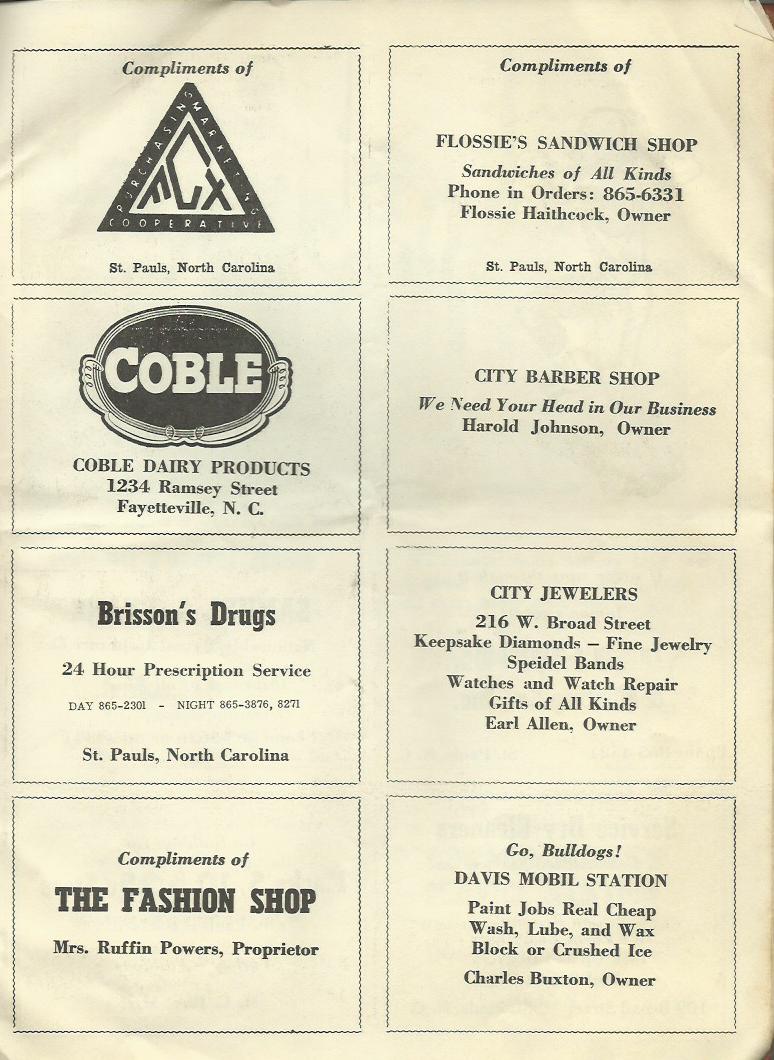 Compliments of
PURCHASING MARKETING
MCX
COOPERATIVE
St. Pauls, North Carolina
Compliments of
FLOSSIE'S SANDWICH SHOP
Sandwiches of All Kinds
Phone in Orders: 865-6331
Flossie Haithcock, Owner
St. Pauls, North Carolina
COBLE
COBLE DAIRY PRODUCTS
1234 Ramsey Street
Fayetteville, N. C.
CITY BARBER SHOP
We Need Your Head in Our Business
Harold Johnson, Owner
Brisson's Drugs
24 Hour Prescription Service
DAY 865-2301 - NIGHT 865-3876, 8271
St. Pauls, North Carolina
CITY JEWELERS
216 W. Broad Street
Keepsake Diamonds — Fine Jewelry
Speidel Bands
Watches and Watch Repair
Gifts of All Kinds
Earl Allen, Owner
Compliments of
THE FASHION SHOP
Mrs. Ruffin Powers, Proprietor
Go, Bulldogs!
DAVIS MOBIL STATION
Paint Jobs Real Cheap
Wash, Lube, and Wax
Block or Crushed Ice
Charles Buxton, Owner